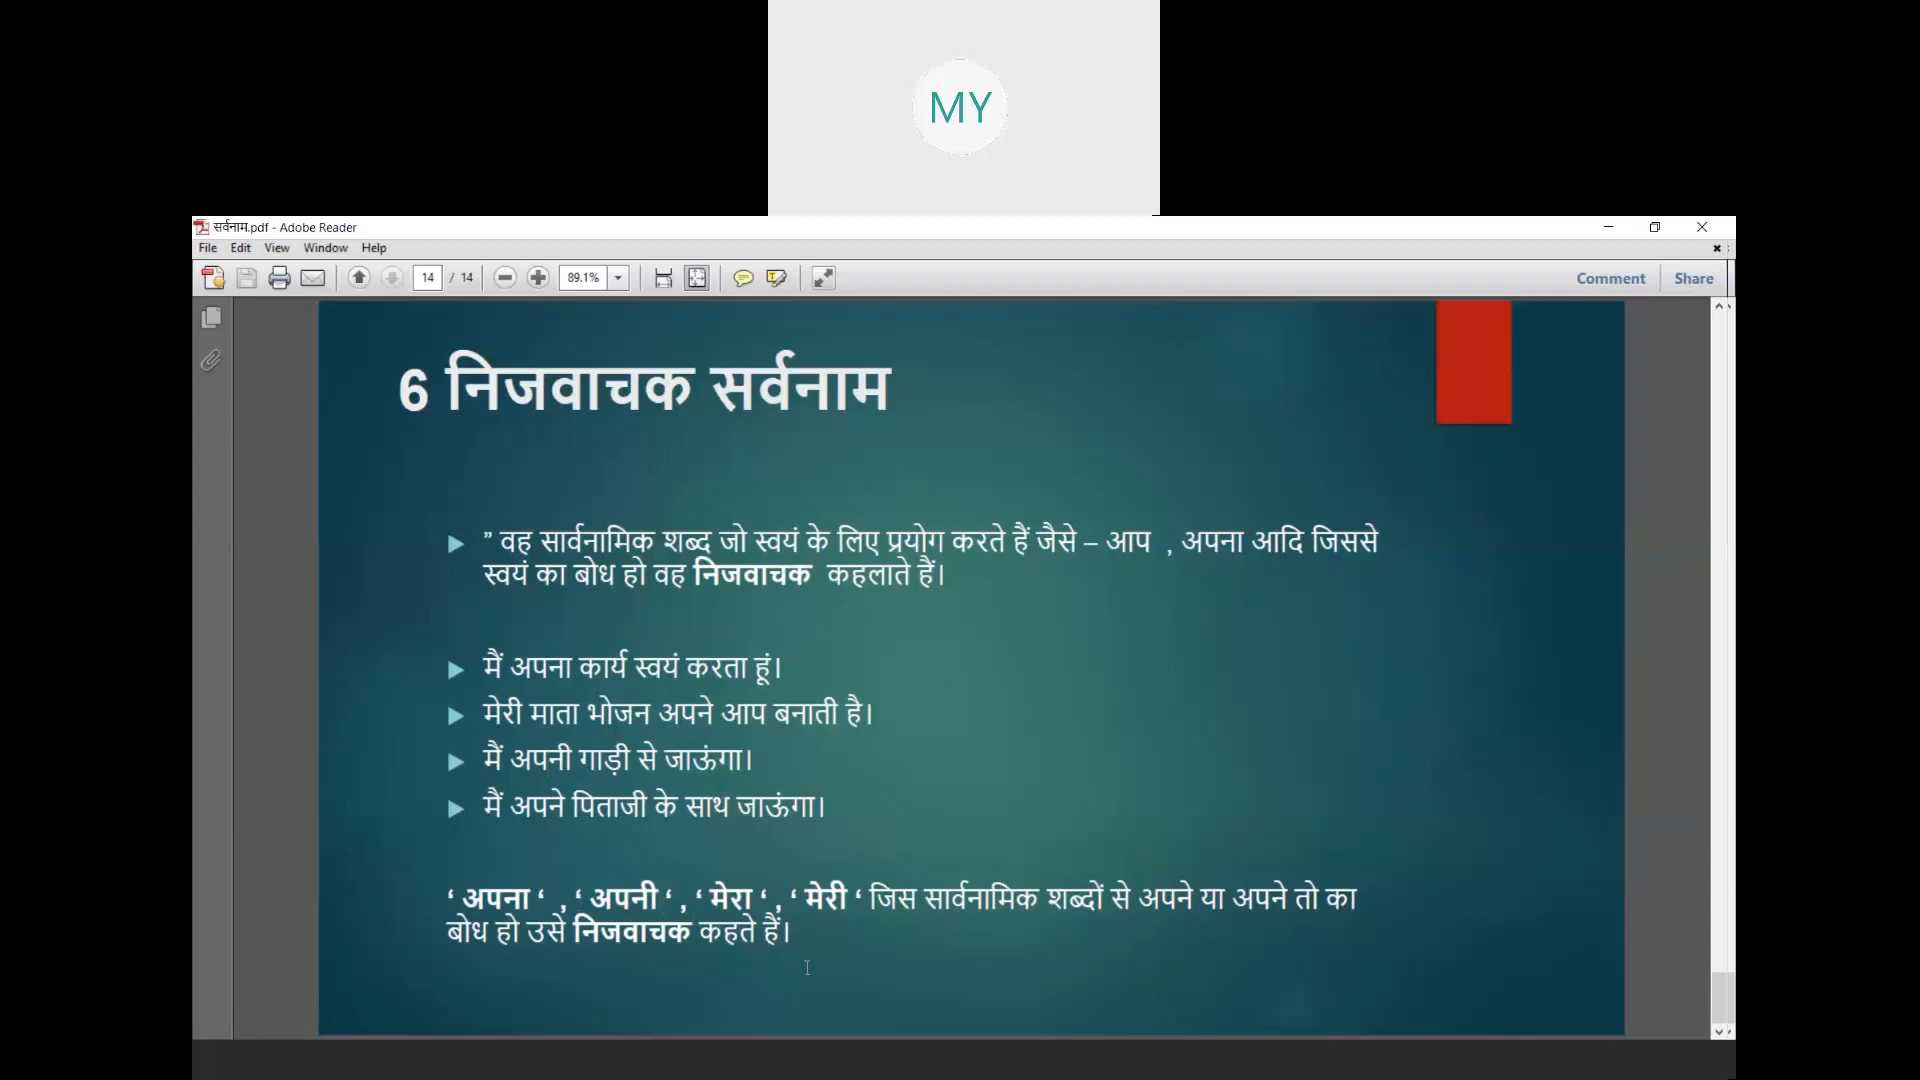 MY
सर्वनाम.pdf - Adobe Reader
File Edit View Window Help
14 / 14 89.1% Comment Share
6 निजवाचक सर्वनाम
” वह सार्वनामिक शब्द जो स्वयं के लिए प्रयोग करते हैं जैसे – आप , अपना आदि जिससे
स्वयं का बोध हो वह निजवाचक कहलाते हैं।
मैं अपना कार्य स्वयं करता हूं।
मेरी माता भोजन अपने आप बनाती है।
मैं अपनी गाड़ी से जाऊंगा।
मैं अपने पिताजी के साथ जाऊंगा।
‘ अपना ‘ , ‘ अपनी ‘ , ‘ मेरा ‘ , ‘ मेरी ‘ जिस सार्वनामिक शब्दों से अपने या अपने तो का
बोध हो उसे निजवाचक कहते हैं।